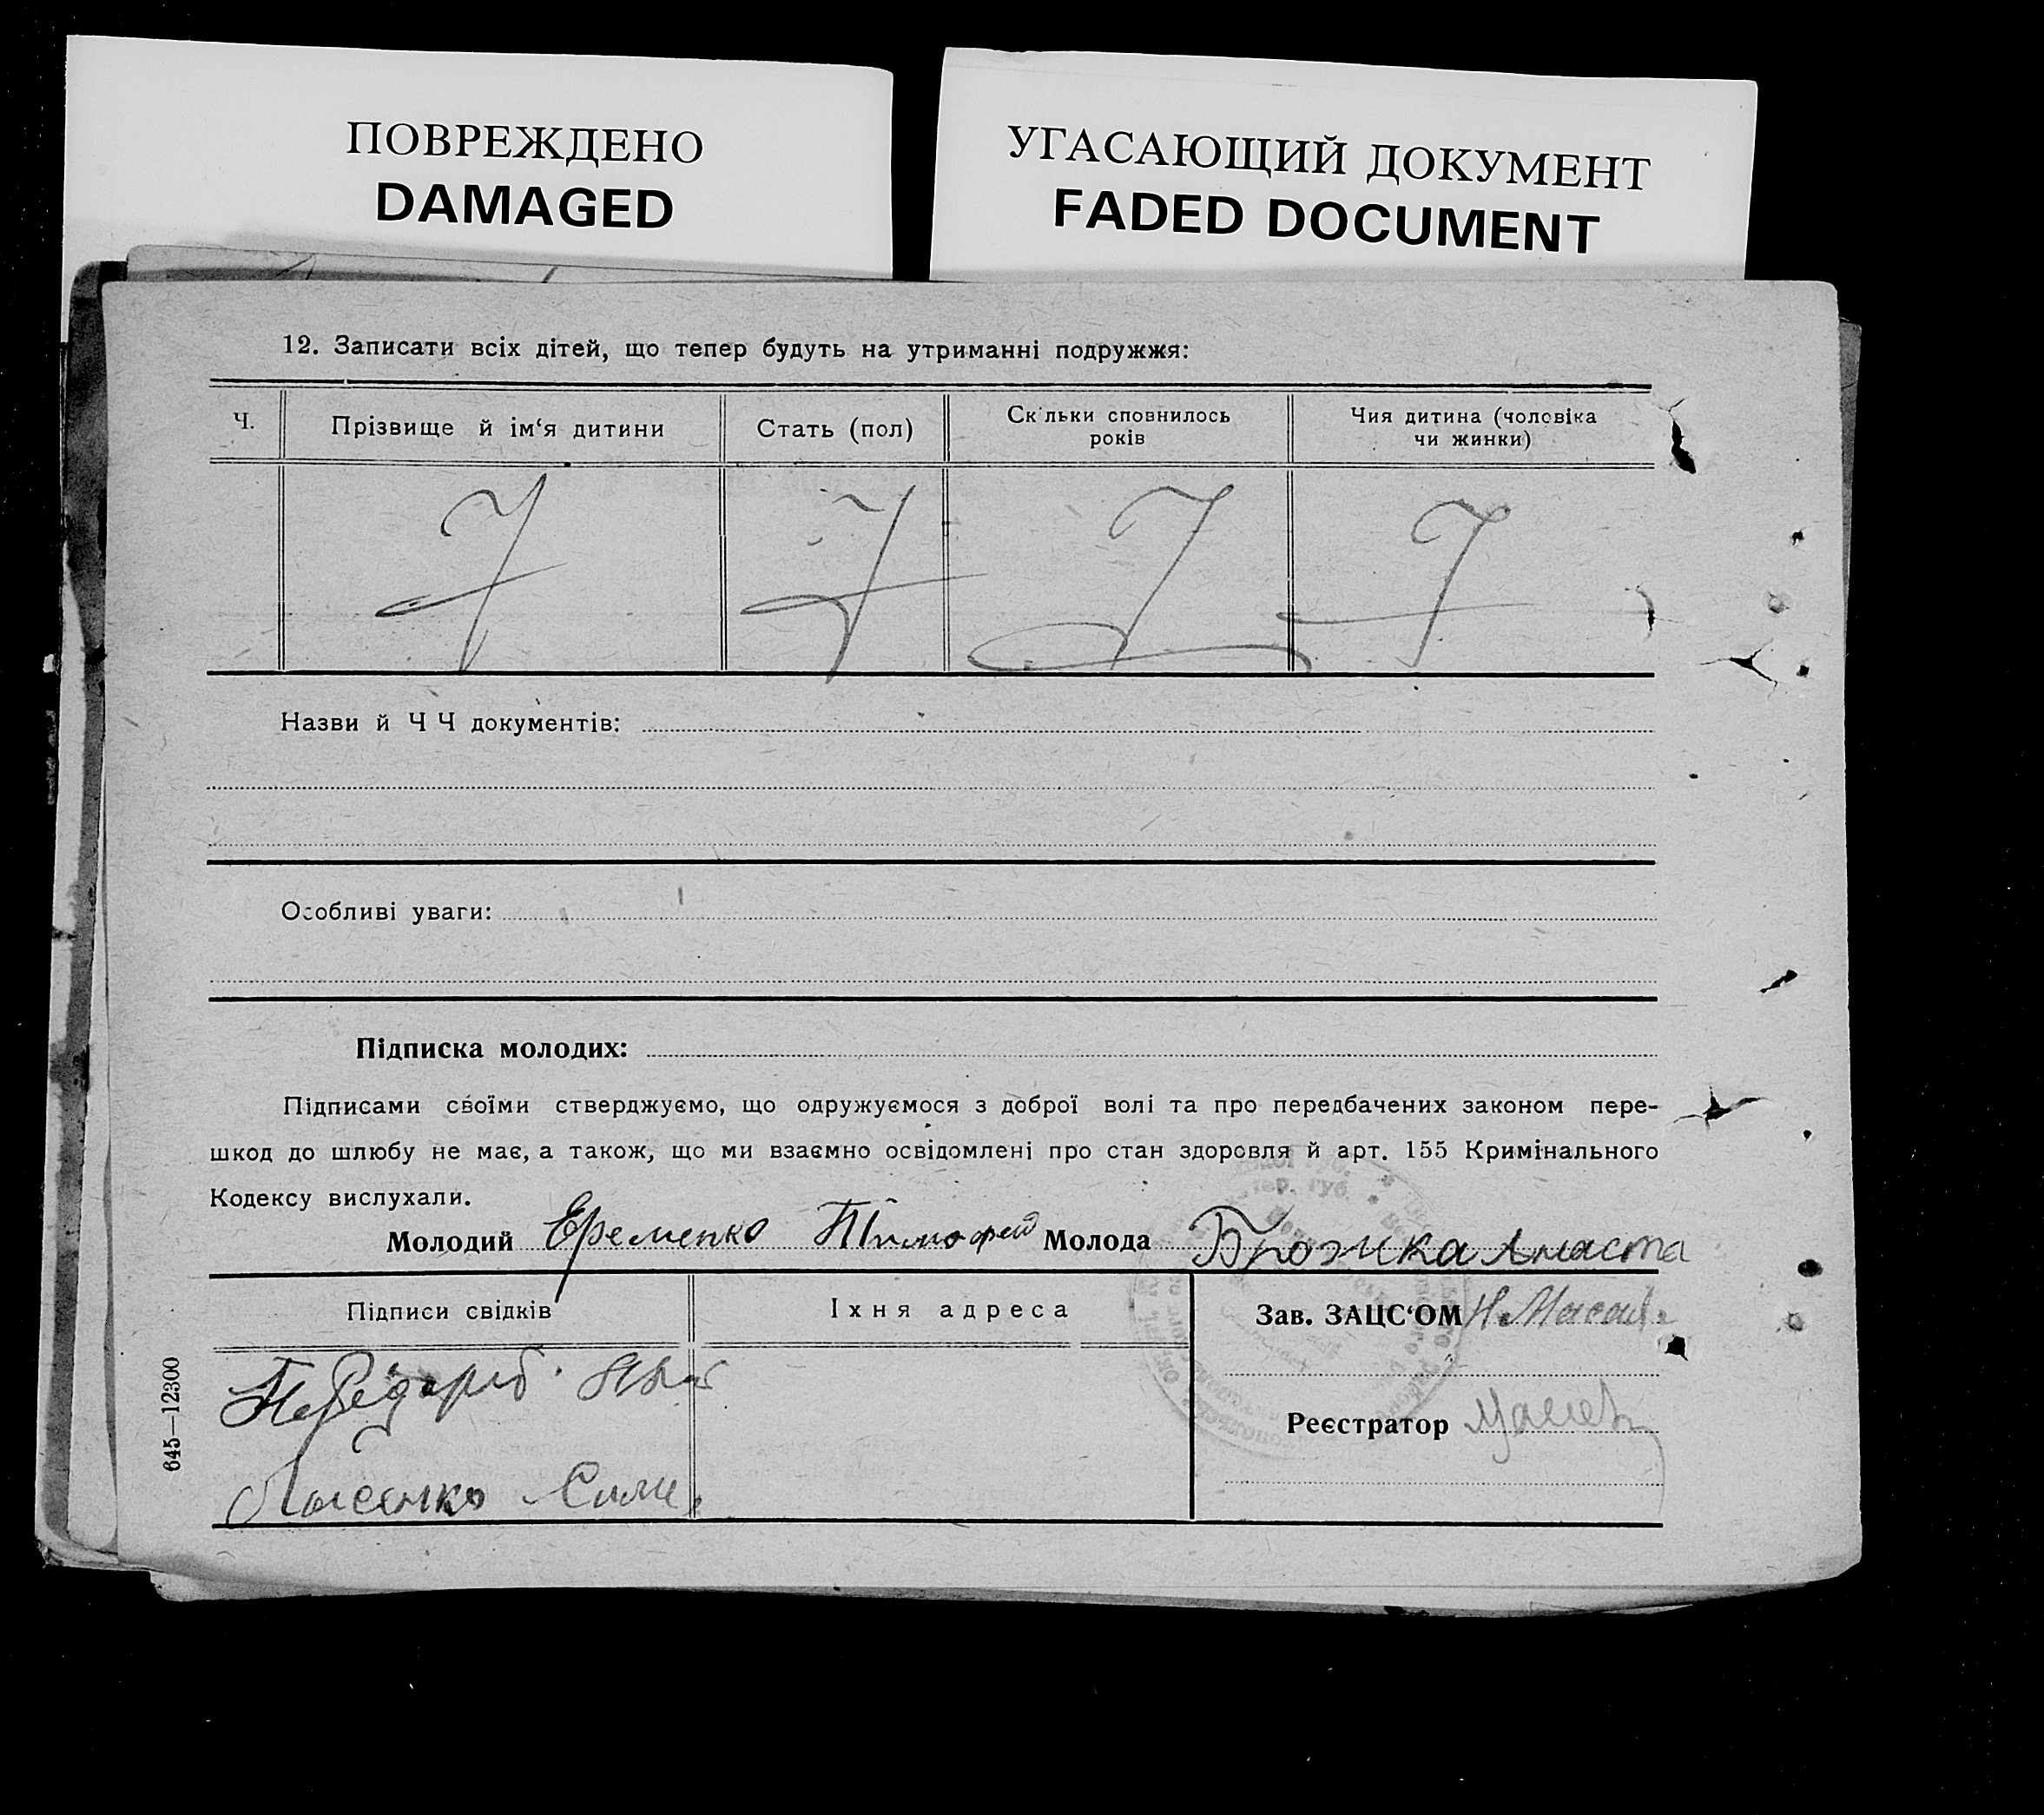 ПОВРЕЖДЕНО
DAMAGED
УГАСАЮЩИЙ ДОКУМЕНТ
FADED DOCUMENT
12. Записати всіх дітей, що тепер будуть на утриманні подружжя:
Ч.
Прізвище й ім‘я дитини
Стать (пол)
Скільки сповнилось
років
Чия дитина (чоловіка
чи жинки)
Назви й Ч Ч документів:
Особливі уваги:
Підписка молодих:
Підписами своїми стверджуємо, що одружуємося з доброї волі та про передбачених законом пере-
шкод до шлюбу не має, а також, що ми взаємно освідомлені про стан здоровля й арт. 155 Кримінального
Кодексу вислухали.
Молодий Еременко Тимофей Молода Брожка Анаста
Підписи свідків
Їхня адреса
Зав. ЗАЦС‘ОМ
Реєстратор
Лисенко
645—12300